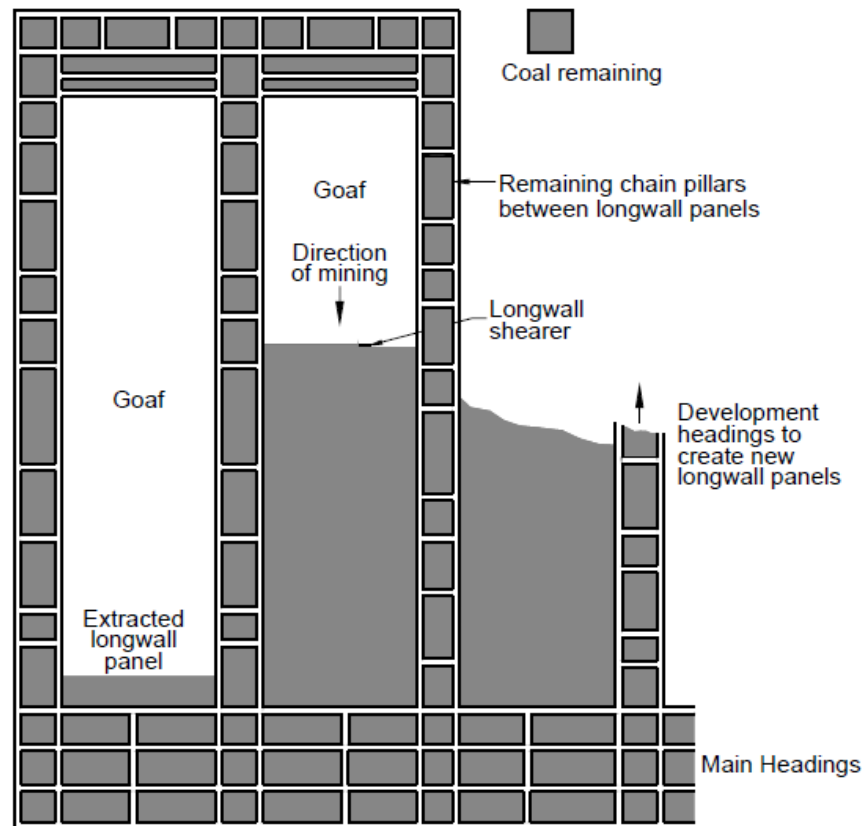 Coal remaining
Goaf
Remaining chain pillars
between longwall panels
Direction
of mining
Longwall
shearer
Goaf
Development
headings to
create new
longwall panels
Extracted
longwall
panel
Main Headings